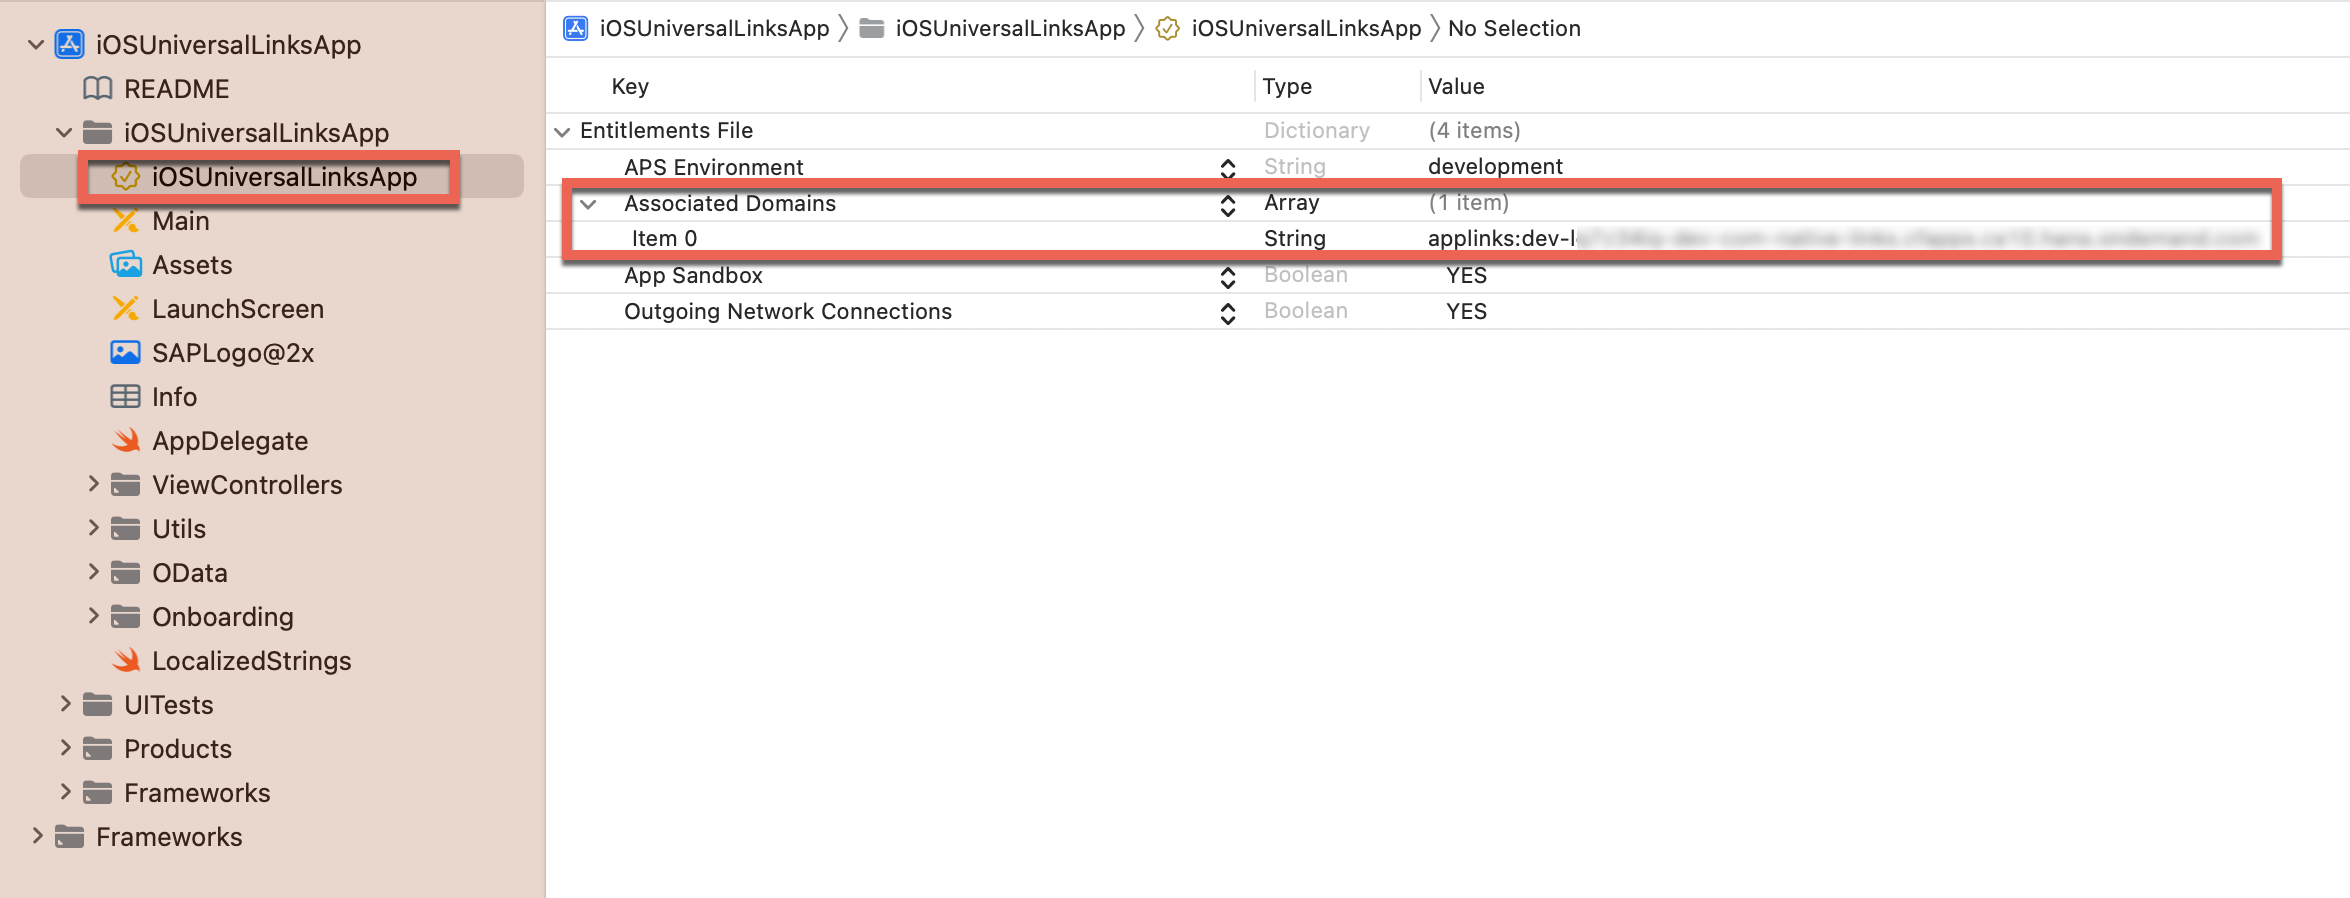 iOSUniversalLinksApp
README
iOSUniversalLinksApp
iOSUniversalLinksApp
Main
Assets
LaunchScreen
SAPLogo@2x
Info
AppDelegate
ViewControllers
Utils
OData
Onboarding
LocalizedStrings
UITests
Products
Frameworks
Frameworks
iOSUniversalLinksApp iOSUniversalLinksApp iOSUniversalLinksApp No Selection
Key Type Value
Entitlements File Dictionary (4 items)
APS Environment String development
Associated Domains Array (1 item)
Item 0 String applinks:dev-
App Sandbox Boolean YES
Outgoing Network Connections Boolean YES